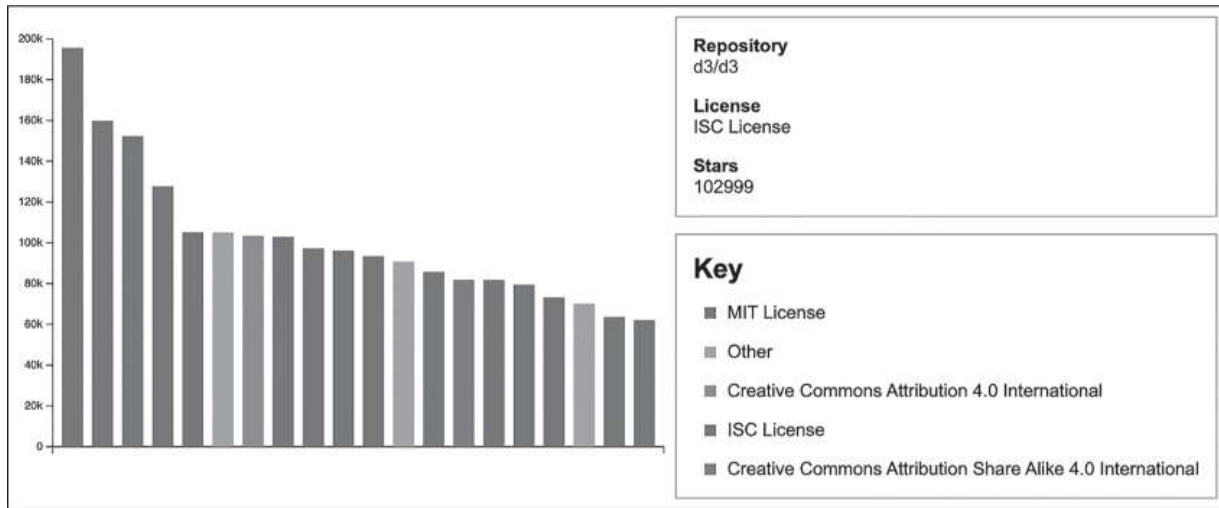 200k
180k
160k
140k
120k
100k
80k
60k
40k
20k
0
Repository
d3/d3
License
ISC License
Stars
102999
Key
MIT License
Other
Creative Commons Attribution 4.0 International
ISC License
Creative Commons Attribution Share Alike 4.0 International